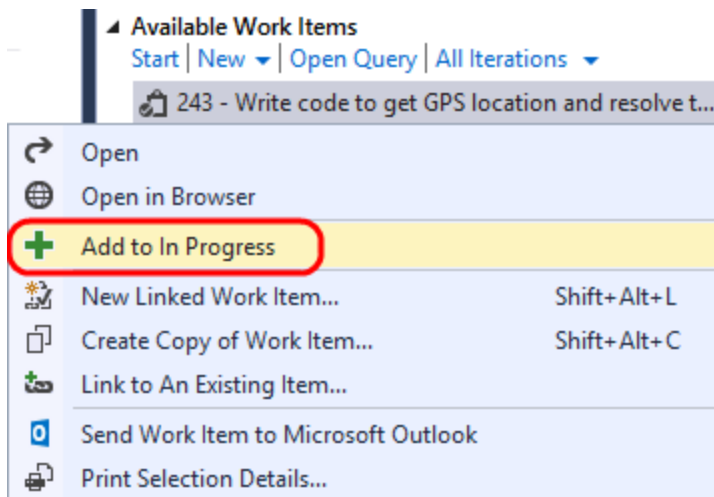 Available Work Items
Start | New | Open Query | All Iterations
243 - Write code to get GPS location and resolve t...
Open
Open in Browser
Add to In Progress
New Linked Work Item... Shift+Alt+L
Create Copy of Work Item... Shift+Alt+C
Link to An Existing Item...
Send Work Item to Microsoft Outlook
Print Selection Details...